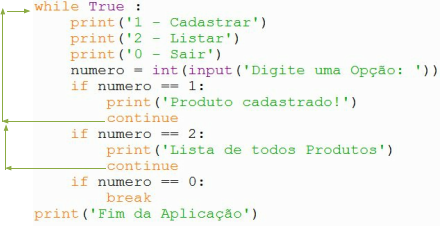 while True :
    print('1 - Cadastrar')
    print('2 - Listar')
    print('0 - Sair')
    numero = int(input('Digite uma Opção: '))
    if numero == 1:
        print('Produto cadastrado!')
        continue
    if numero == 2:
        print('Lista de todos Produtos')
        continue
    if numero == 0:
        break
print('Fim da Aplicação')